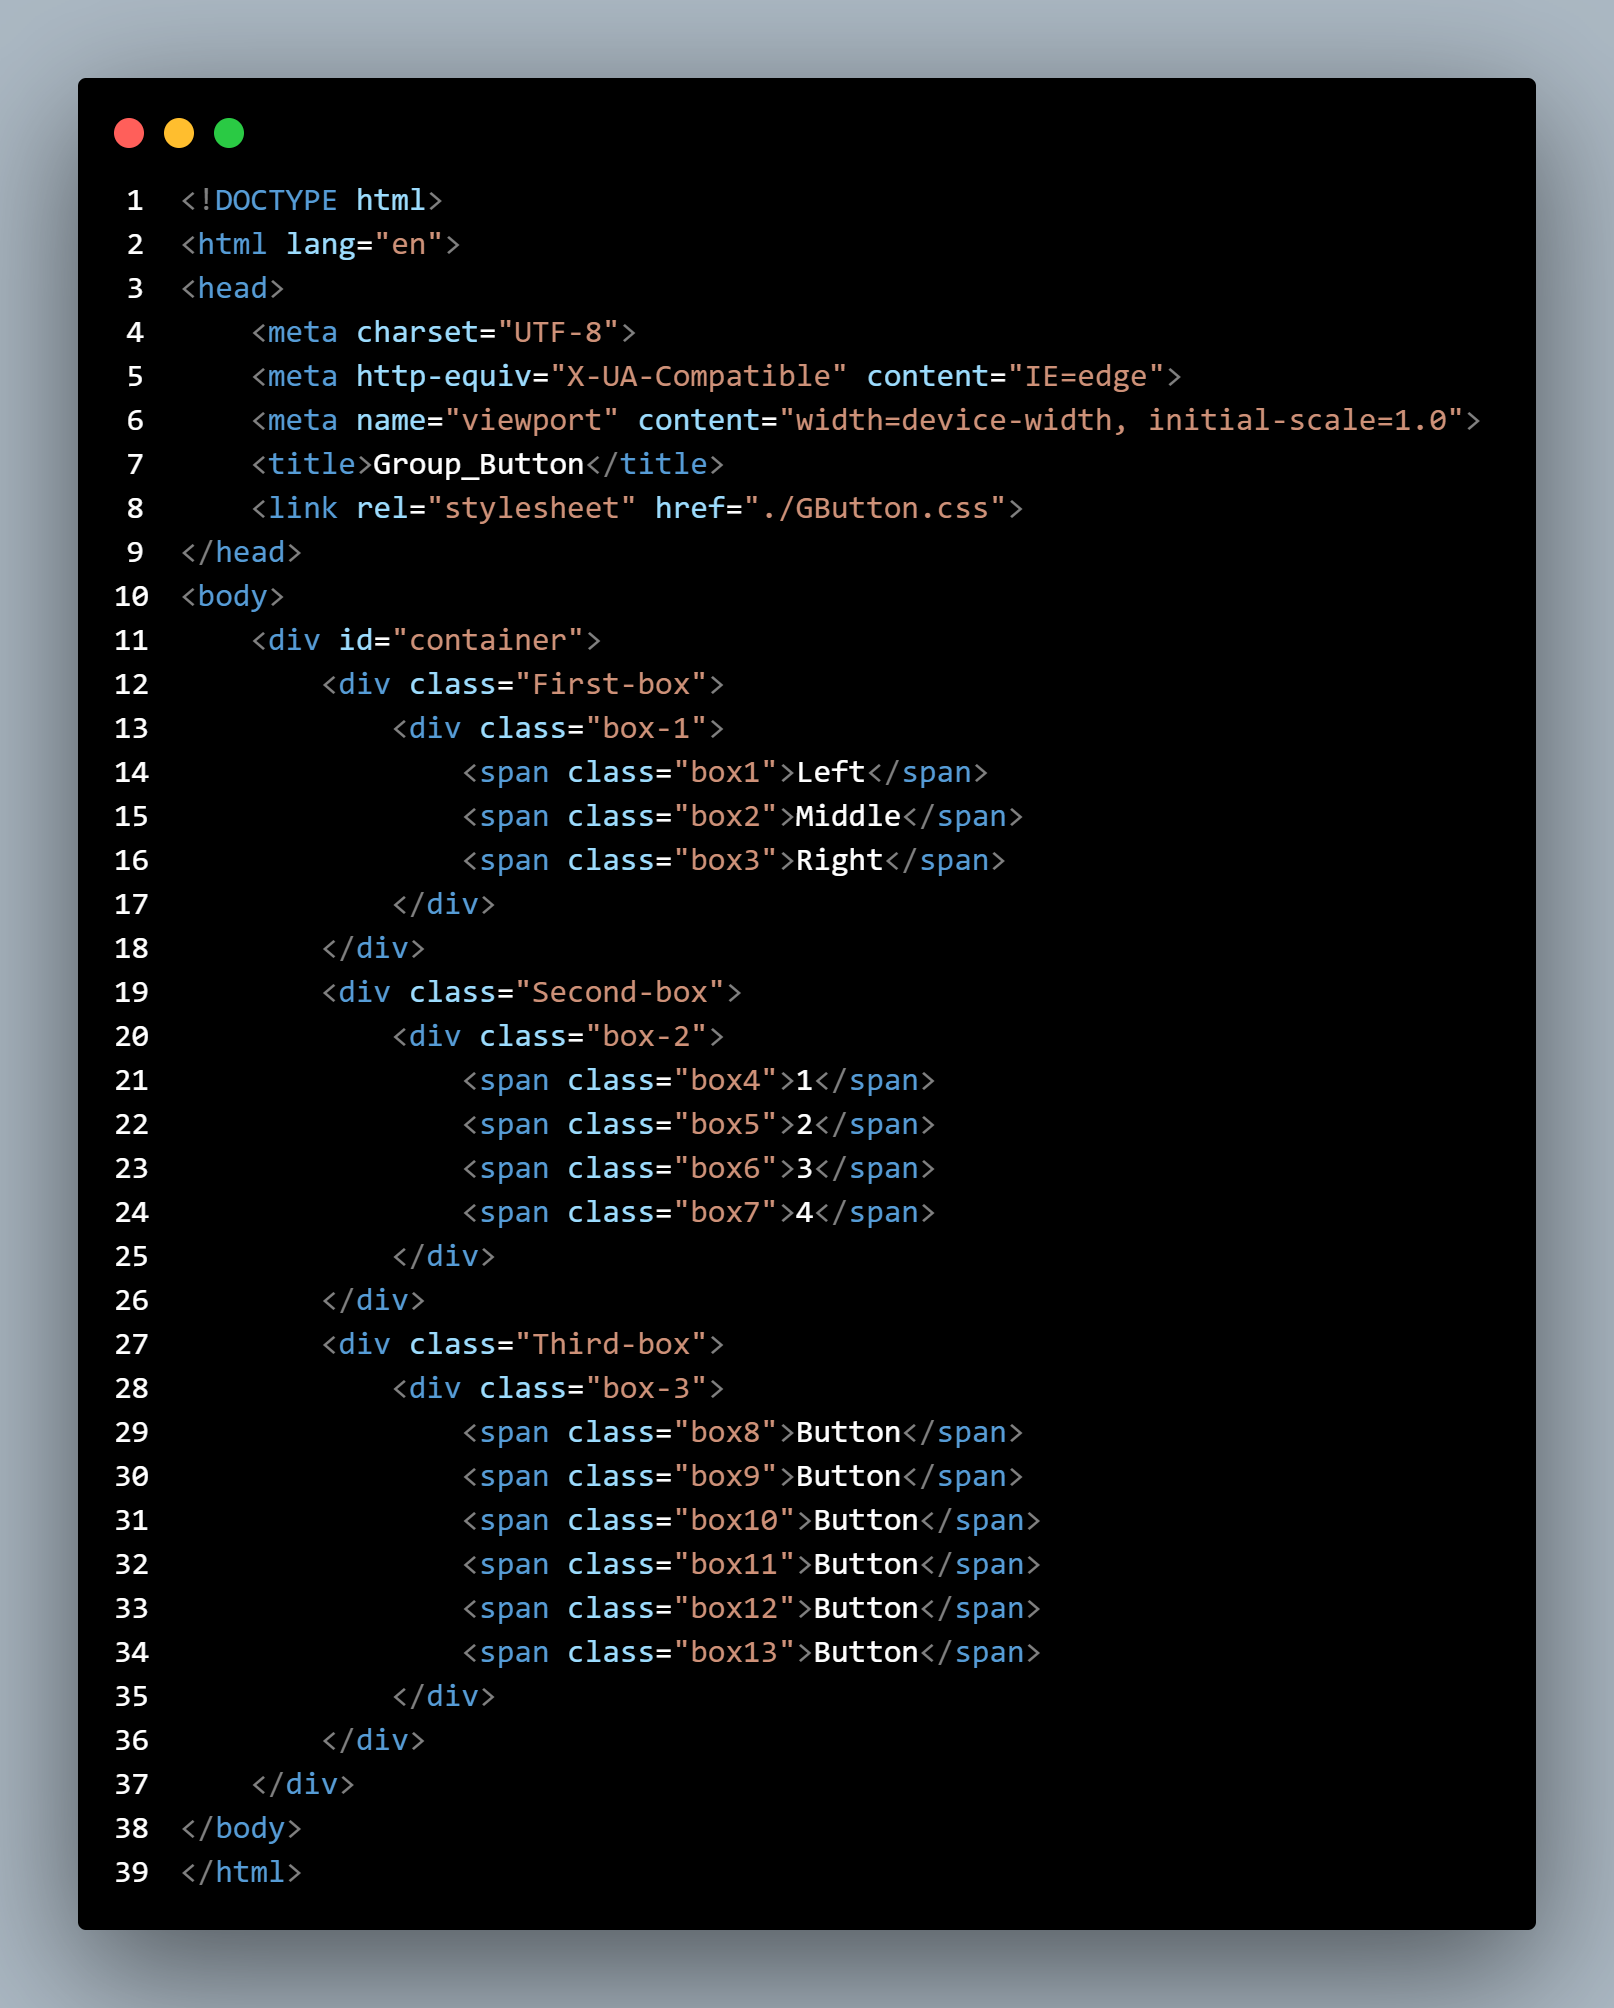 1 <!DOCTYPE html>
2 <html lang="en">
3 <head>
4     <meta charset="UTF-8">
5     <meta http-equiv="X-UA-Compatible" content="IE=edge">
6     <meta name="viewport" content="width=device-width, initial-scale=1.0">
7     <title>Group_Button</title>
8     <link rel="stylesheet" href="./GButton.css">
9 </head>
10 <body>
11     <div id="container">
12         <div class="First-box">
13             <div class="box-1">
14                 <span class="box1">Left</span>
15                 <span class="box2">Middle</span>
16                 <span class="box3">Right</span>
17             </div>
18         </div>
19         <div class="Second-box">
20             <div class="box-2">
21                 <span class="box4">1</span>
22                 <span class="box5">2</span>
23                 <span class="box6">3</span>
24                 <span class="box7">4</span>
25             </div>
26         </div>
27         <div class="Third-box">
28             <div class="box-3">
29                 <span class="box8">Button</span>
30                 <span class="box9">Button</span>
31                 <span class="box10">Button</span>
32                 <span class="box11">Button</span>
33                 <span class="box12">Button</span>
34                 <span class="box13">Button</span>
35             </div>
36         </div>
37     </div>
38 </body>
39 </html>